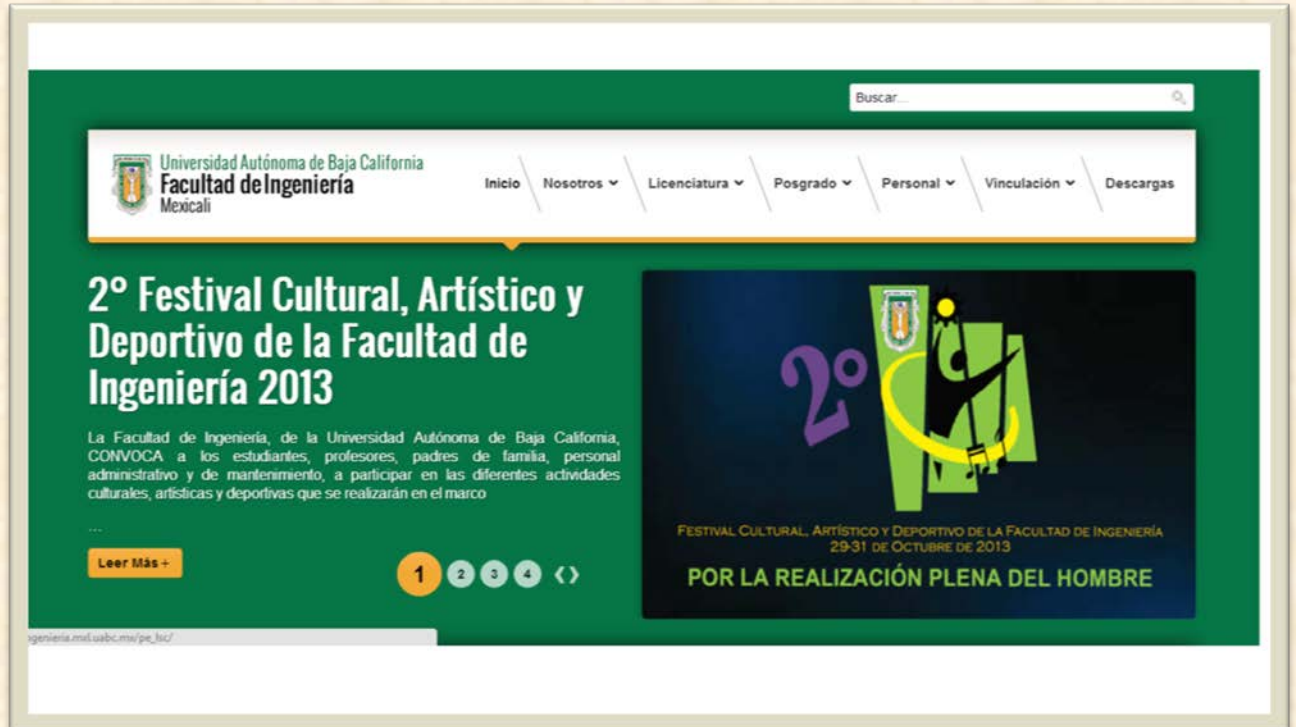 Buscar...
Universidad Autónoma de Baja California
Facultad de Ingeniería
Mexicali
Inicio
Nosotros
Licenciatura
Posgrado
Personal
Vinculación
Descargas
2° Festival Cultural, Artístico y
Deportivo de la Facultad de
Ingeniería 2013
La Facultad de Ingeniería, de la Universidad Autónoma de Baja California,
CONVOCA a los estudiantes, profesores, padres de familia, personal
administrativo y de mantenimiento, a participar en las diferentes actividades
culturales, artísticas y deportivas que se realizarán en el marco
...
Leer Más +
1 2 3 4 ‹ ›
2º
FESTIVAL CULTURAL, ARTÍSTICO Y DEPORTIVO DE LA FACULTAD DE INGENIERÍA
29-31 DE OCTUBRE DE 2013
POR LA REALIZACIÓN PLENA DEL HOMBRE
ngenieria.mxl.uabc.mx/pe_lsc/